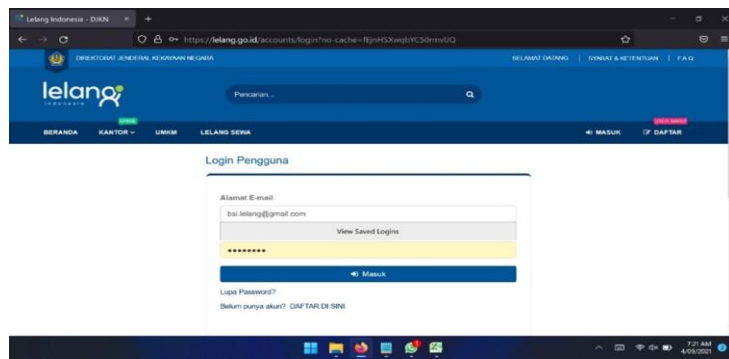 Lelang Indonesia - DJKN
https://lelang.go.id/accounts/login?no-cache=
DIREKTORAT JENDERAL KEKAYAAN NEGARA
SELAMAT DATANG | SYARAT & KETENTUAN | F.A.Q
lelang
indonesia
Pencarian...
BERANDA KANTOR UMKM LELANG SEWA MASUK DAFTAR
Login Pengguna
Alamat E-mail
bsi.lelang@gmail.com
View Saved Logins
Masuk
Lupa Password?
Belum punya akun? DAFTAR DI SINI
7:21 AM
4/09/2021